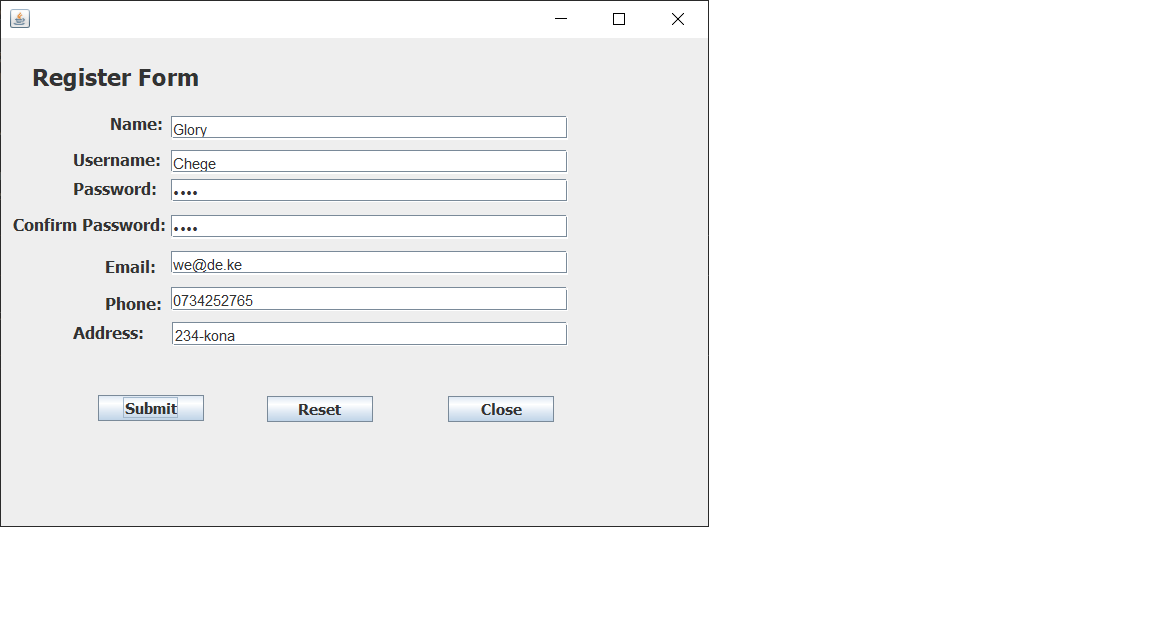 Register Form
Name: Glory
Username: Chege
Password: ••••
Confirm Password: ••••
Email: we@de.ke
Phone: 0734252765
Address: 234-kona
Submit Reset Close